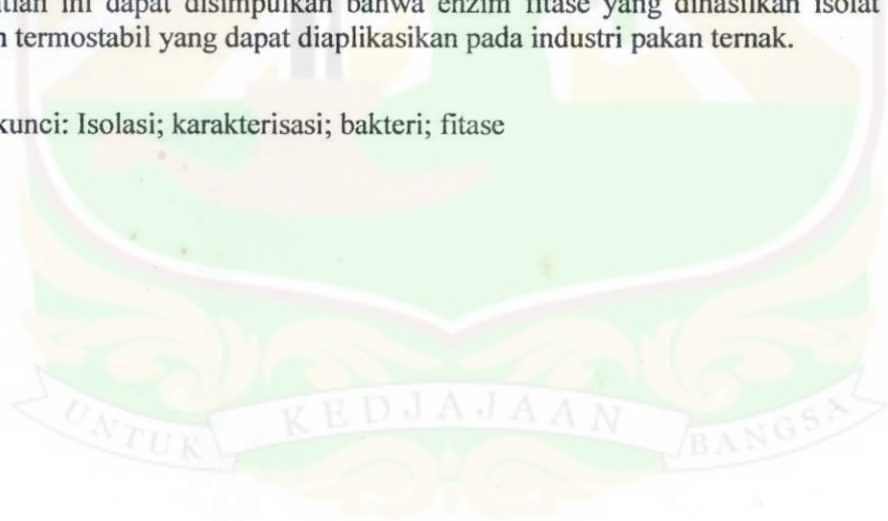 ini dapat disimpulkan bahwa enzim fitase yang dihasilkan isolat
termostabil yang dapat diaplikasikan pada industri pakan ternak.
kunci: Isolasi; karakterisasi; bakteri; fitase
UNTUK KEDJAJAAN BANGSA